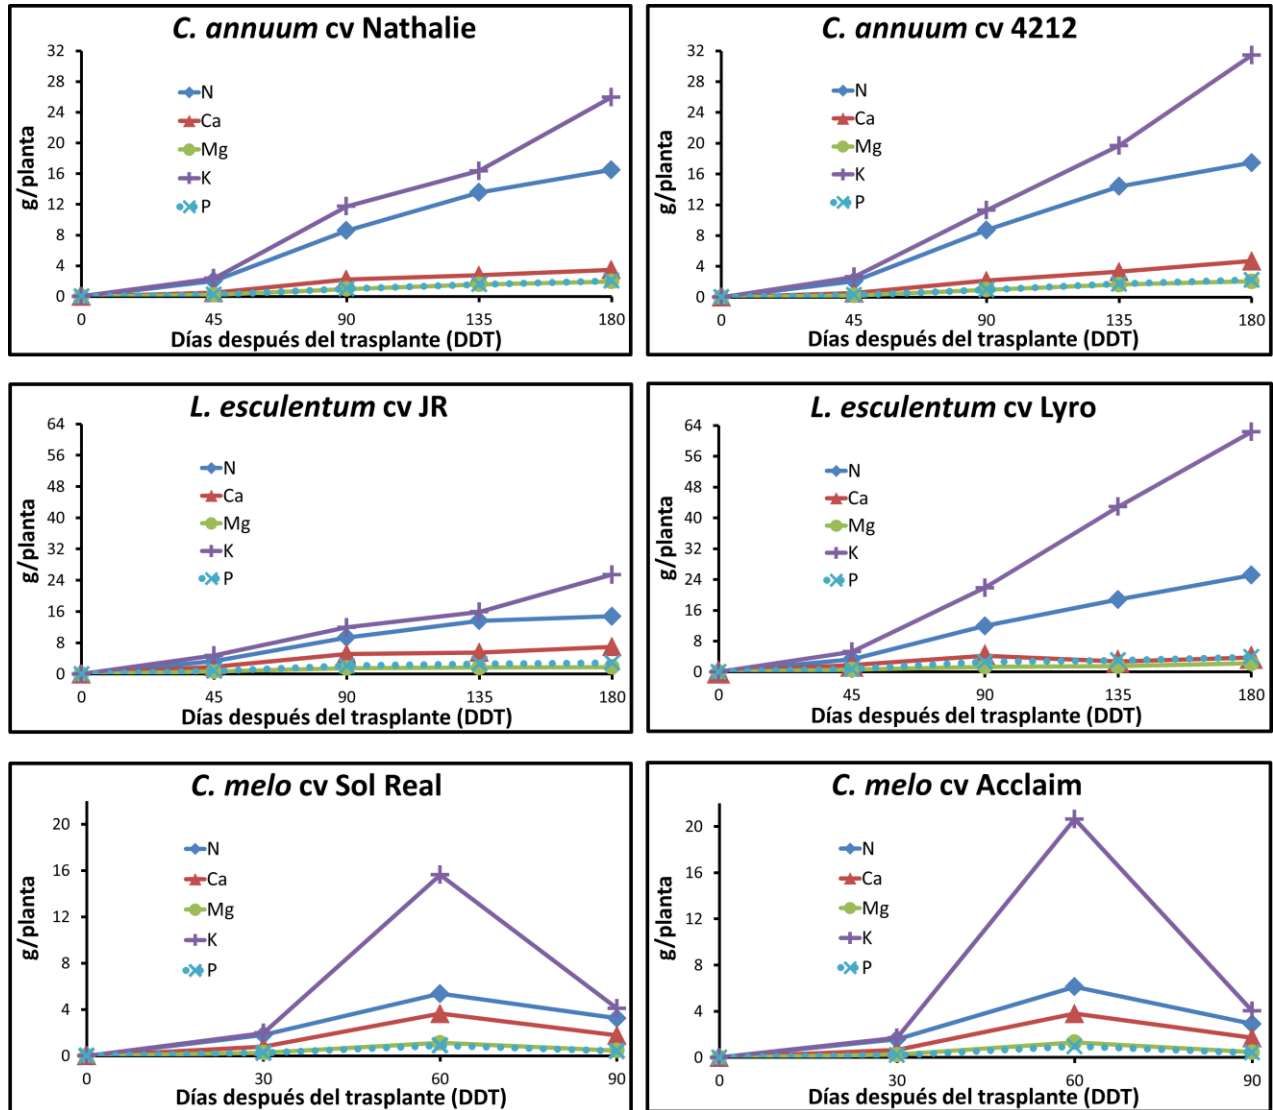 C. annuum cv Nathalie
g/planta
32
28
24
20
16
12
8
4
0
N
Ca
Mg
K
P
0 45 90 135 180
Días después del trasplante (DDT)
C. annuum cv 4212
g/planta
32
28
24
20
16
12
8
4
0
N
Ca
Mg
K
P
0 45 90 135 180
Días después del trasplante (DDT)
L. esculentum cv JR
g/planta
64
56
48
40
32
24
16
8
0
N
Ca
Mg
K
P
0 45 90 135 180
Días después del trasplante (DDT)
L. esculentum cv Lyro
g/planta
64
56
48
40
32
24
16
8
0
N
Ca
Mg
K
P
0 45 90 135 180
Días después del trasplante (DDT)
C. melo cv Sol Real
g/planta
20
16
12
8
4
0
N
Ca
Mg
K
P
0 30 60 90
Días después del trasplante (DDT)
C. melo cv Acclaim
g/planta
20
16
12
8
4
0
N
Ca
Mg
K
P
0 30 60 90
Días después del trasplante (DDT)